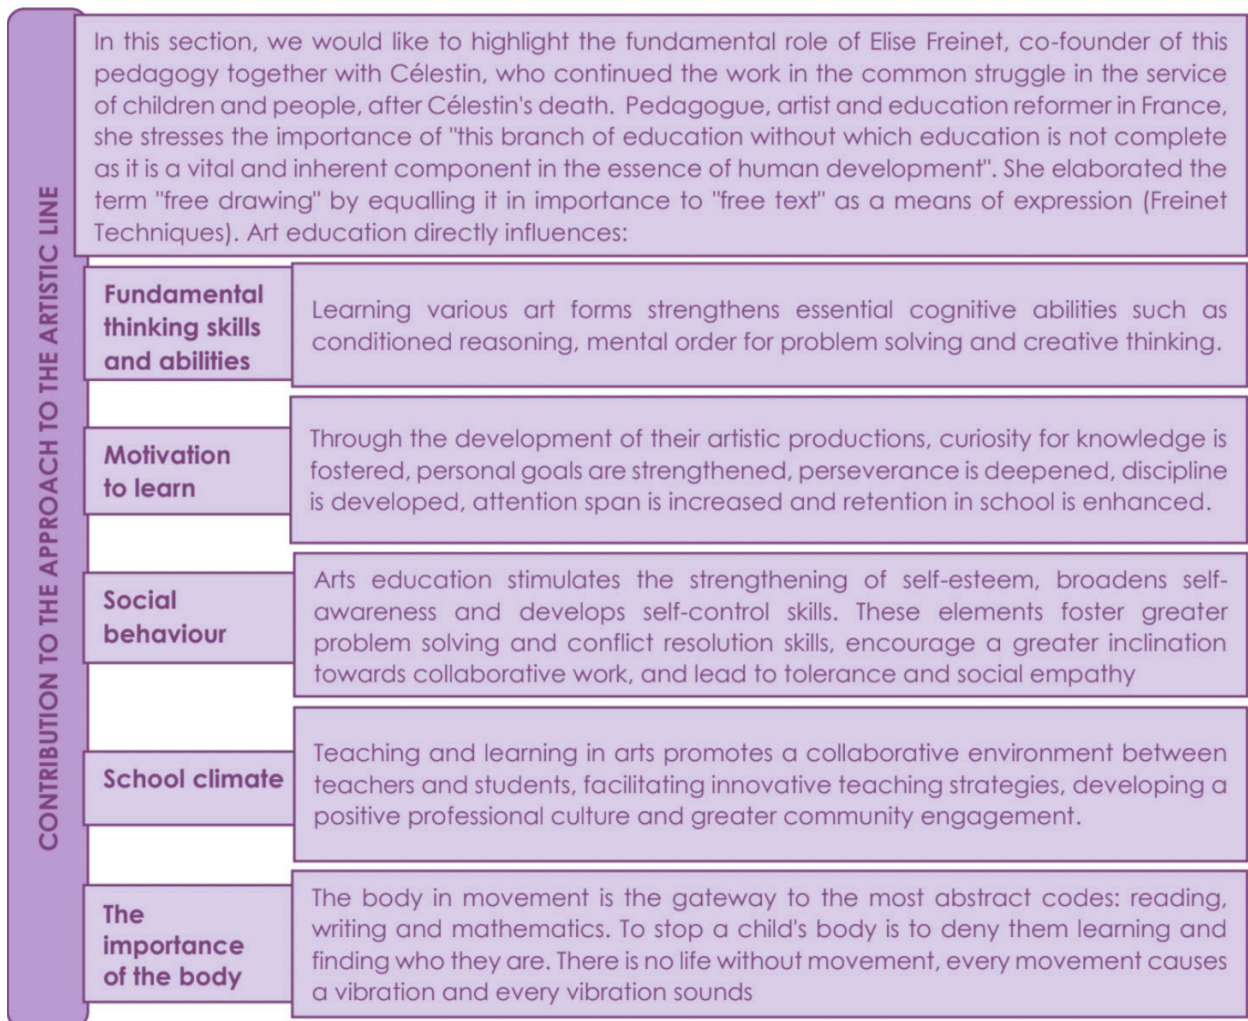 CONTRIBUTION TO THE APPROACH TO THE ARTISTIC LINE
In this section, we would like to highlight the fundamental role of Elise Freinet, co-founder of this
pedagogy together with Célestin, who continued the work in the common struggle in the service
of children and people, after Célestin's death. Pedagogue, artist and education reformer in France,
she stresses the importance of "this branch of education without which education is not complete
as it is a vital and inherent component in the essence of human development". She elaborated the
term "free drawing" by equalling it in importance to "free text" as a means of expression (Freinet
Techniques). Art education directly influences:
Fundamental
thinking skills
and abilities
Learning various art forms strengthens essential cognitive abilities such as
conditioned reasoning, mental order for problem solving and creative thinking.
Motivation
to learn
Through the development of their artistic productions, curiosity for knowledge is
fostered, personal goals are strengthened, perseverance is deepened, discipline
is developed, attention span is increased and retention in school is enhanced.
Social
behaviour
Arts education stimulates the strengthening of self-esteem, broadens self-
awareness and develops self-control skills. These elements foster greater
problem solving and conflict resolution skills, encourage a greater inclination
towards collaborative work, and lead to tolerance and social empathy
School climate
Teaching and learning in arts promotes a collaborative environment between
teachers and students, facilitating innovative teaching strategies, developing a
positive professional culture and greater community engagement.
The
importance
of the body
The body in movement is the gateway to the most abstract codes: reading,
writing and mathematics. To stop a child's body is to deny them learning and
finding who they are. There is no life without movement, every movement causes
a vibration and every vibration sounds